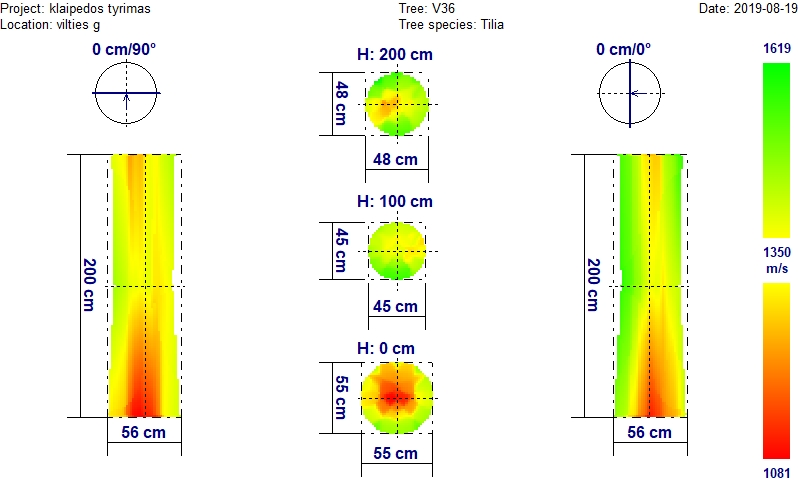 Project: klaipedos tyrimas
Tree: V36
Date: 2019-08-19
Location: vilties g
Tree species: Tilia
0 cm/90°
H: 200 cm
0 cm/0°
1619
48 cm
48 cm
H: 100 cm
45 cm
45 cm
200 cm
200 cm
1350
m/s
H: 0 cm
55 cm
55 cm
56 cm
56 cm
1081